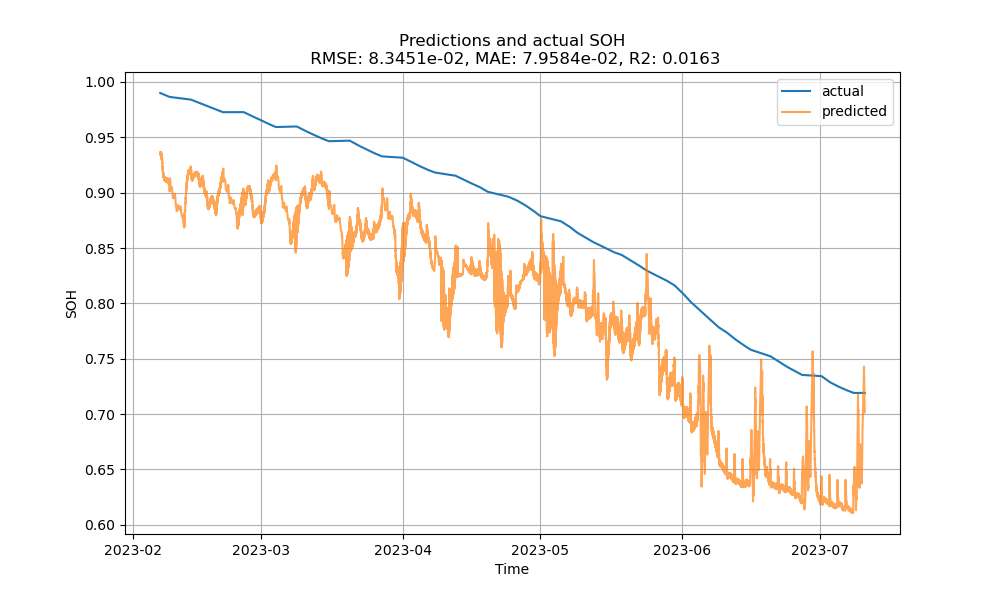 Predictions and actual SOH
RMSE: 8.3451e-02, MAE: 7.9584e-02, R2: 0.0163
actual
predicted
1.00
0.95
0.90
0.85
0.80
0.75
0.70
0.65
0.60
SOH
2023-02 2023-03 2023-04 2023-05 2023-06 2023-07
Time